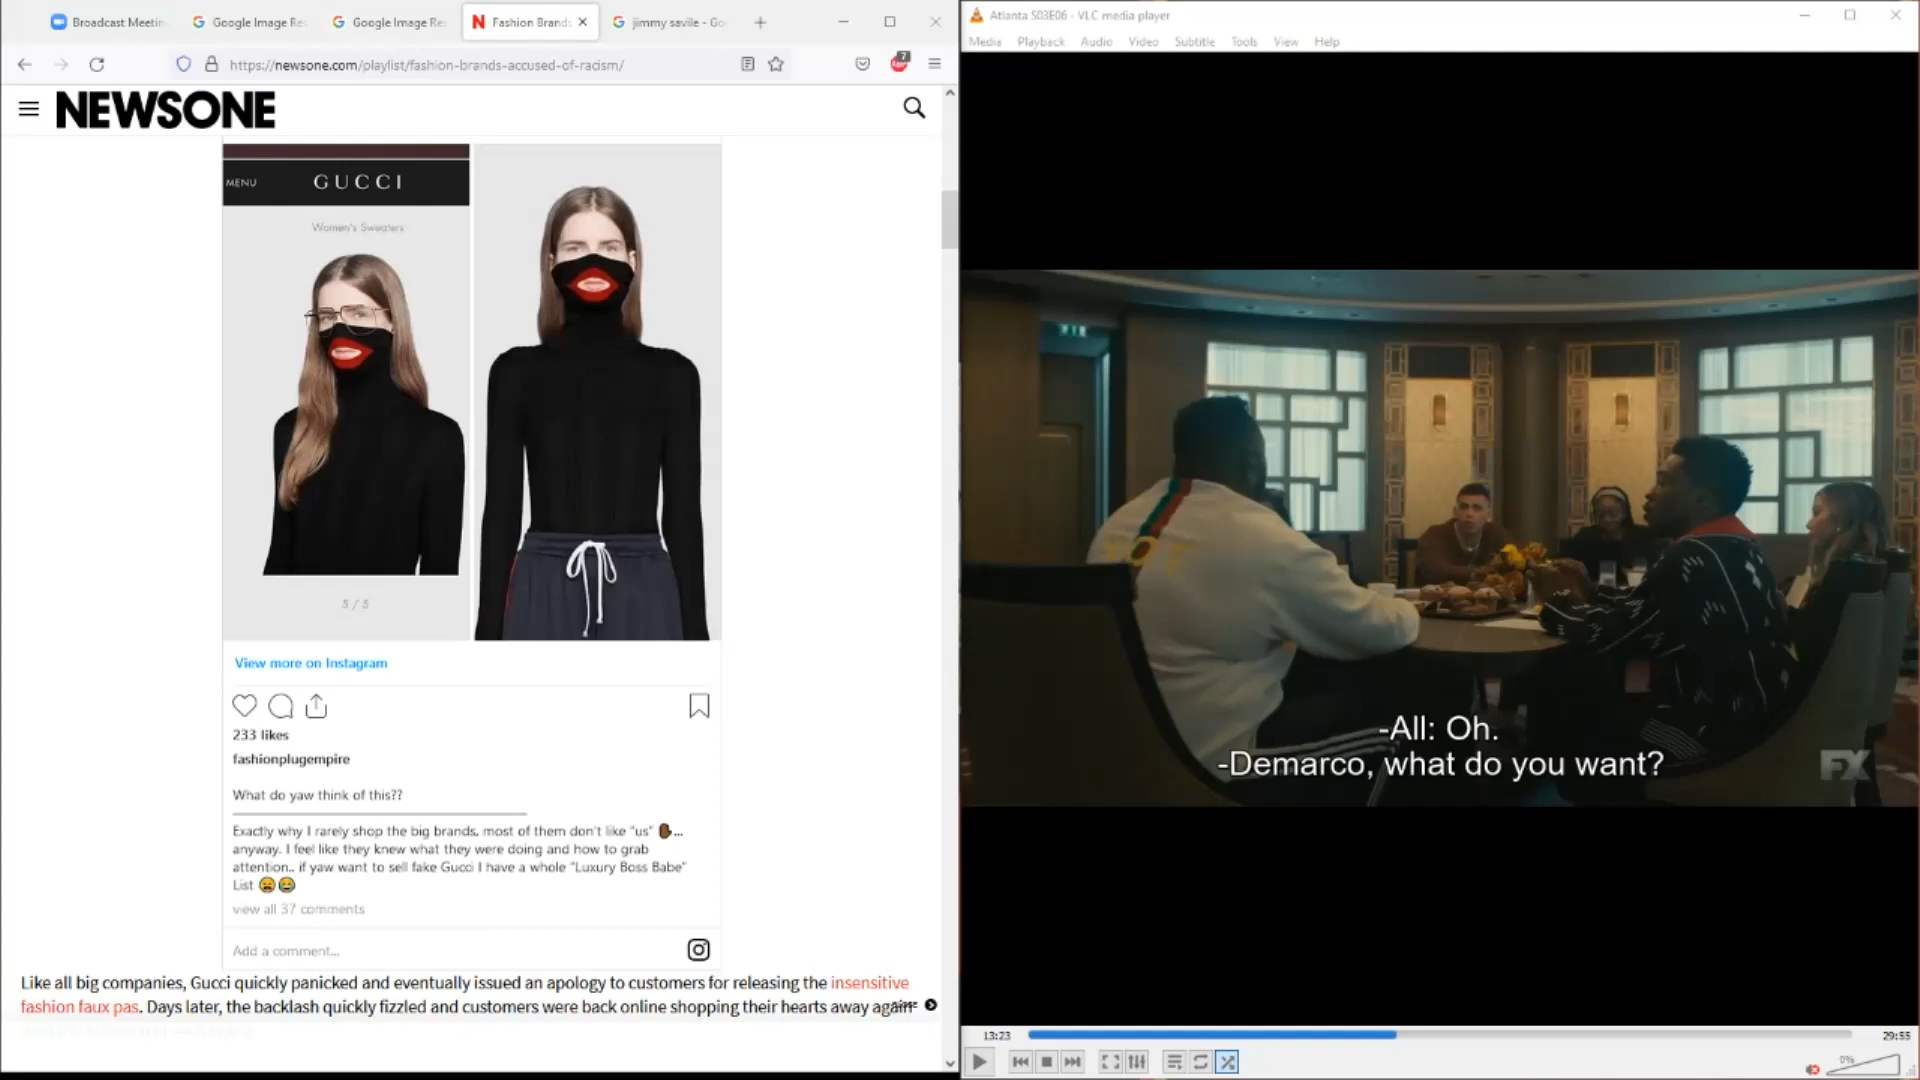 Broadcast Meetin
Google Image Res
Google Image Res
Fashion Brands
jimmy savile - Go
https://newsone.com/playlist/fashion-brands-accused-of-racism/
7
NEWSONE
MENU
GUCCI
Women's Sweaters
5 / 5
View more on Instagram
233 likes
fashionplugempire
What do yaw think of this??
Exactly why I rarely shop the big brands, most of them don't like "us" ...
anyway. I feel like they knew what they were doing and how to grab
attention.. if yaw want to sell fake Gucci I have a whole "Luxury Boss Babe"
List
view all 37 comments
Add a comment...
Like all big companies, Gucci quickly panicked and eventually issued an apology to customers for releasing the insensitive
fashion faux pas. Days later, the backlash quickly fizzled and customers were back online shopping their hearts away again
Atlanta S03E06 - VLC media player
Media Playback Audio Video Subtitle Tools View Help
-All: Oh.
-Demarco, what do you want?
FX
13:23
29:55
0%